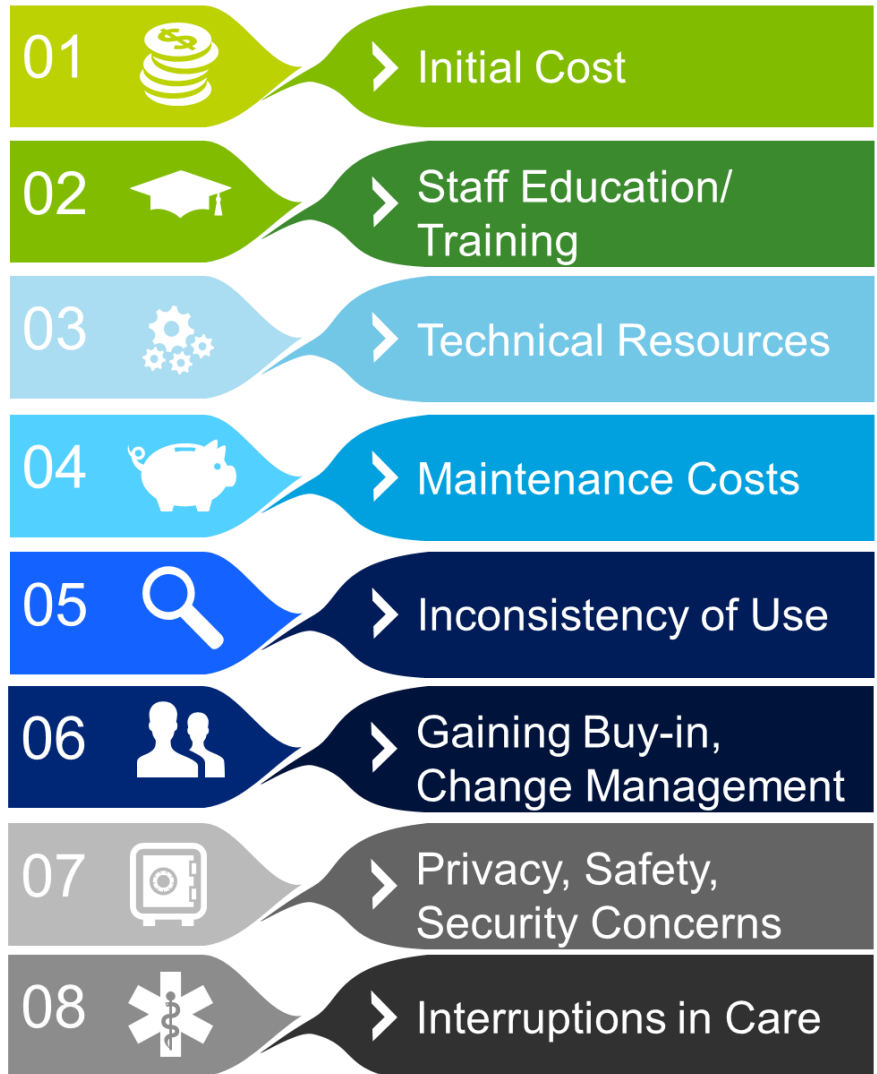 01
Initial Cost
02
Staff Education/
Training
03
Technical Resources
04
Maintenance Costs
05
Inconsistency of Use
06
Gaining Buy-in,
Change Management
07
Privacy, Safety,
Security Concerns
08
Interruptions in Care